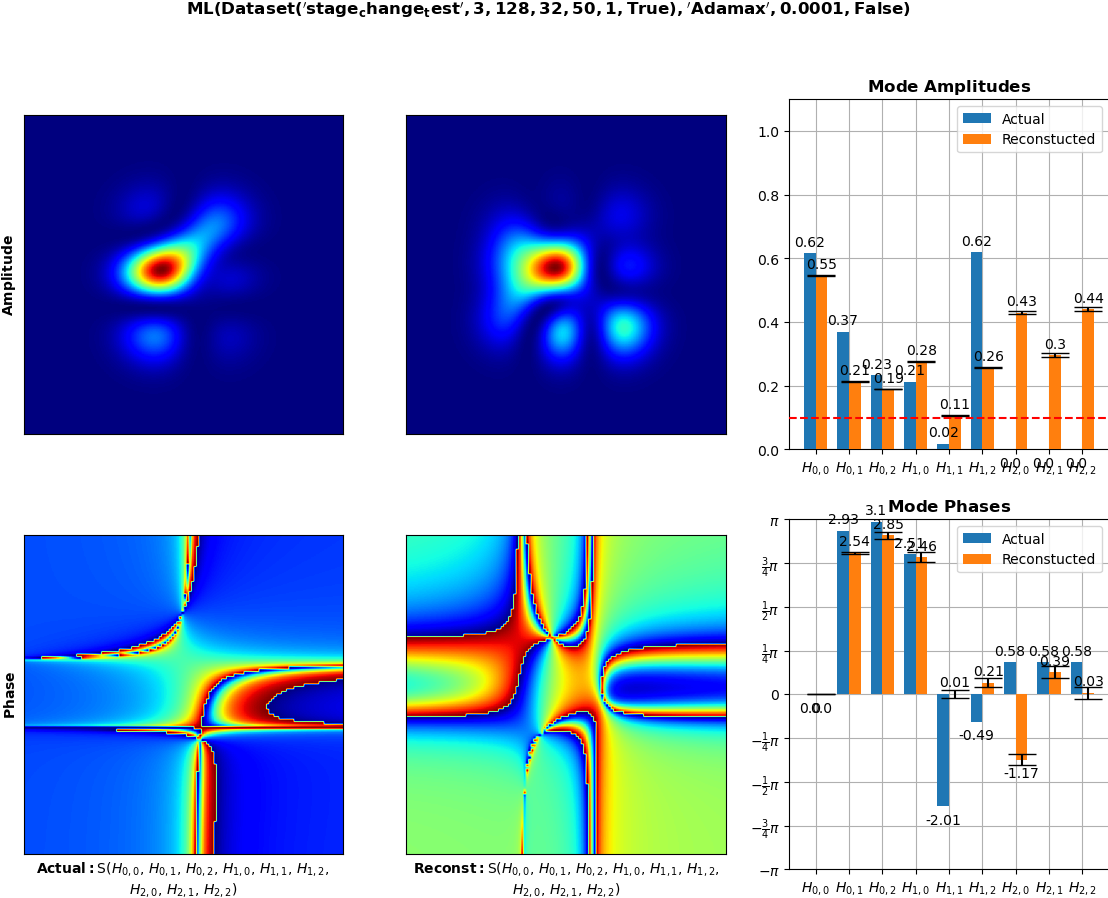 ML(Dataset('stage_change_test', 3, 128, 32, 50, 1, True), 'Adamax', 0.0001, False)
Mode Amplitudes
Amplitude
Actual
Reconstucted
1.0
0.8
0.6
0.4
0.2
0.0
0.62
0.55
0.37
0.21
0.23
0.19
0.21
0.28
0.02
0.11
0.62
0.26
0.0
0.43
0.0
0.3
0.0
0.44
H0,0 H0,1 H0,2 H1,0 H1,1 H1,2 H2,0 H2,1 H2,2
Mode Phases
Phase
Actual
Reconstucted
π
3/4π
1/2π
1/4π
0
−1/4π
−1/2π
−3/4π
−π
0.0
0.0
2.93
2.54
3.1
2.85
2.51
2.46
-2.01
0.01
-0.49
0.21
0.58
-1.17
0.58
0.39
0.58
0.03
H0,0 H0,1 H0,2 H1,0 H1,1 H1,2 H2,0 H2,1 H2,2
Actual: S(H0,0, H0,1, H0,2, H1,0, H1,1, H1,2,
H2,0, H2,1, H2,2)
Reconst: S(H0,0, H0,1, H0,2, H1,0, H1,1, H1,2,
H2,0, H2,1, H2,2)